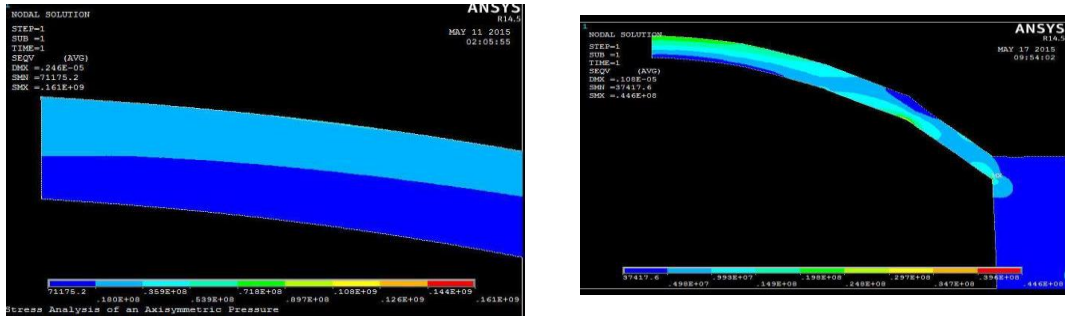 1
NODAL SOLUTION
STEP=1
SUB =1
TIME=1
SEQV (AVG)
DMX =.246E-05
SMN =71175.2
SMX =.161E+09
ANSYS
R14.5
MAY 11 2015
02:05:55
71175.2 .359E+08 .718E+08 .108E+09 .144E+09
.180E+08 .539E+08 .897E+08 .126E+09 .161E+09
Stress Analysis of an Axisymmetric Pressure
1
NODAL SOLUTION
STEP=1
SUB =1
TIME=1
SEQV (AVG)
DMX =.108E-05
SMN =37417.6
SMX =.446E+08
ANSYS
R14.5
MAY 17 2015
09:54:02
37417.6 .993E+07 .198E+08 .297E+08 .396E+08
.498E+07 .149E+08 .248E+08 .347E+08 .446E+08